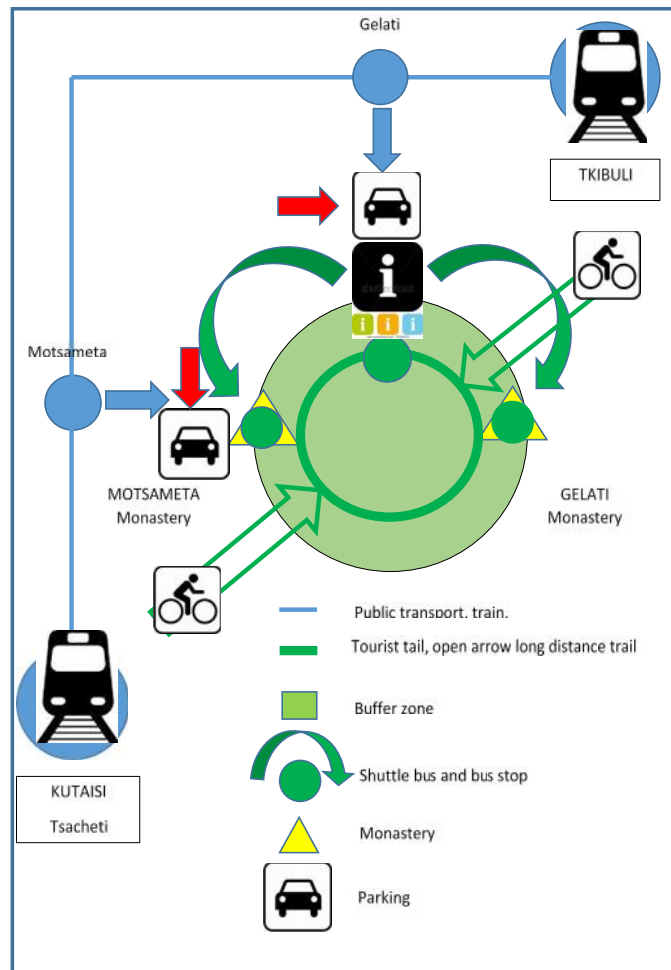 Gelati
TKIBULI
Motsameta
MOTSAMETA
Monastery
GELATI
Monastery
Public transport. train.
Tourist tail, open arrow long distance trail
Buffer zone
KUTAISI
Tsacheti
Shuttle bus and bus stop
Monastery
Parking